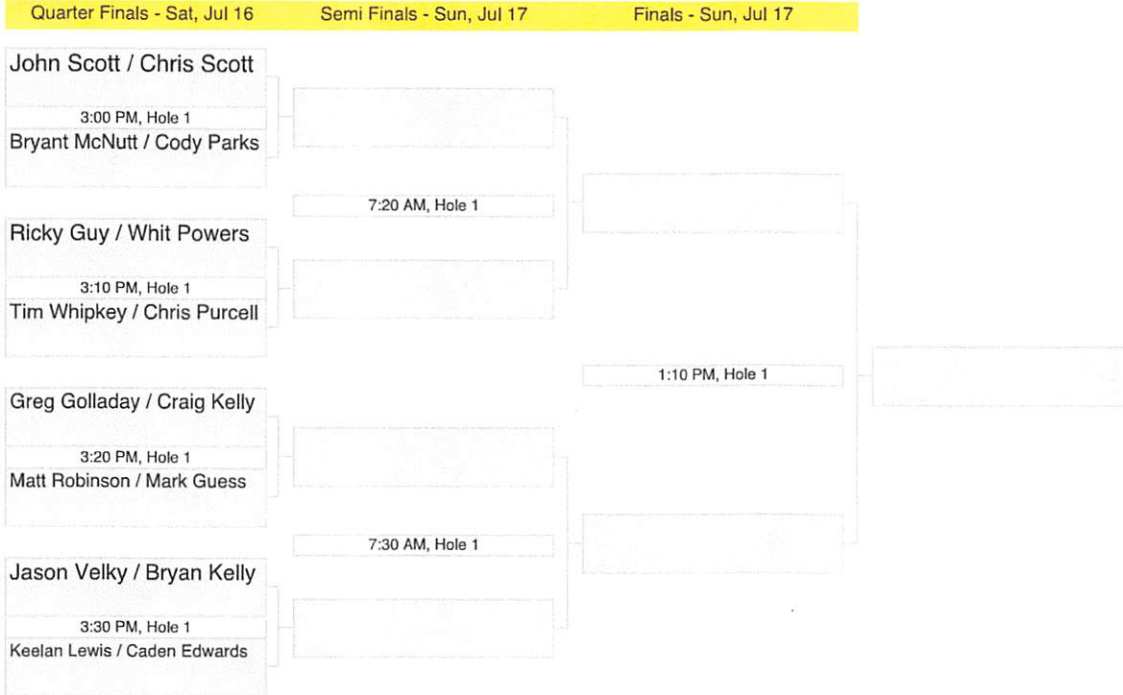 Quarter Finals - Sat, Jul 16
Semi Finals - Sun, Jul 17
Finals - Sun, Jul 17
John Scott / Chris Scott
3:00 PM, Hole 1
Bryant McNutt / Cody Parks
7:20 AM, Hole 1
Ricky Guy / Whit Powers
3:10 PM, Hole 1
Tim Whipkey / Chris Purcell
1:10 PM, Hole 1
Greg Golladay / Craig Kelly
3:20 PM, Hole 1
Matt Robinson / Mark Guess
7:30 AM, Hole 1
Jason Velky / Bryan Kelly
3:30 PM, Hole 1
Keelan Lewis / Caden Edwards